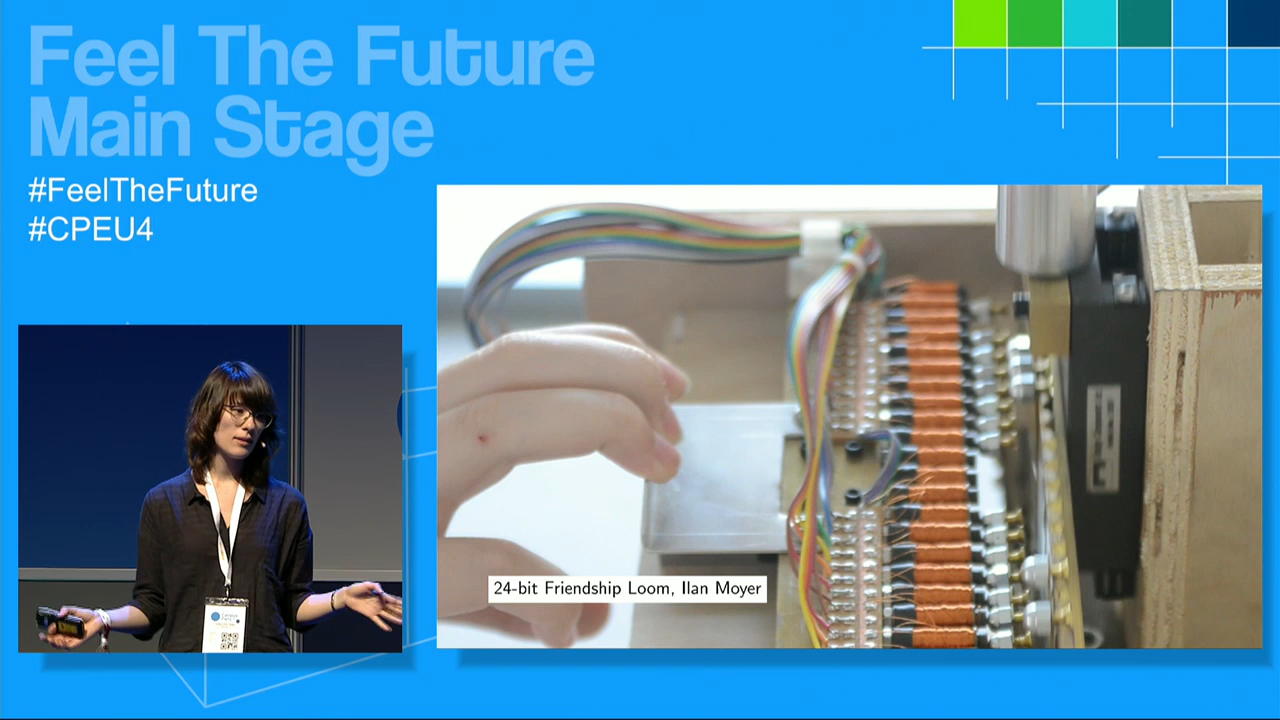 Feel The Future
Main Stage
#FeelTheFuture
#CPEU4
24-bit Friendship Loom, Ilan Moyer